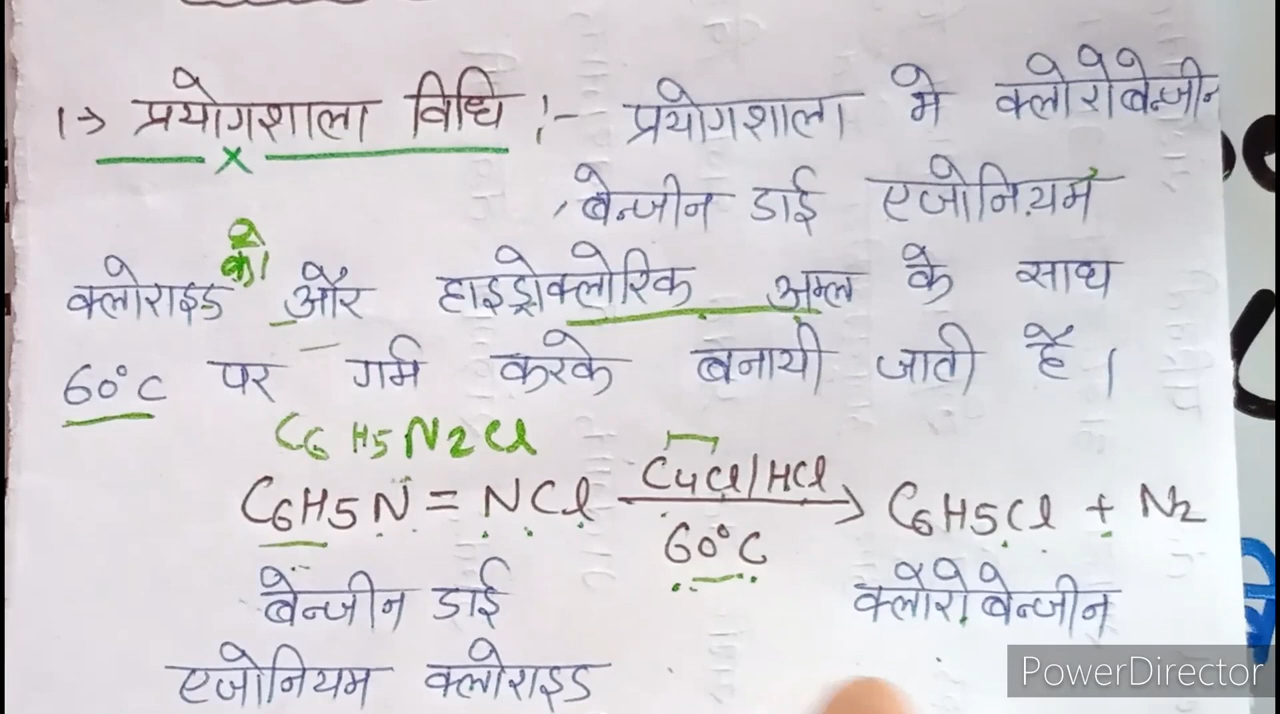 1→ प्रयोगशाला विधि :- प्रयोगशाला मे क्लोरोबेन्जीन
बेन्जीन डाई एजोनियम
को
क्लोराइड और हाइड्रोक्लोरिक अम्ल के साथ
60°C पर गर्म करके बनायी जाती है।
C6H5N2Cl
C6H5N = NCl CuCl/HCl → C6H5Cl + N2
60°C
बेन्जीन डाई क्लोरोबेन्जीन
एजोनियम क्लोराइड
PowerDirector